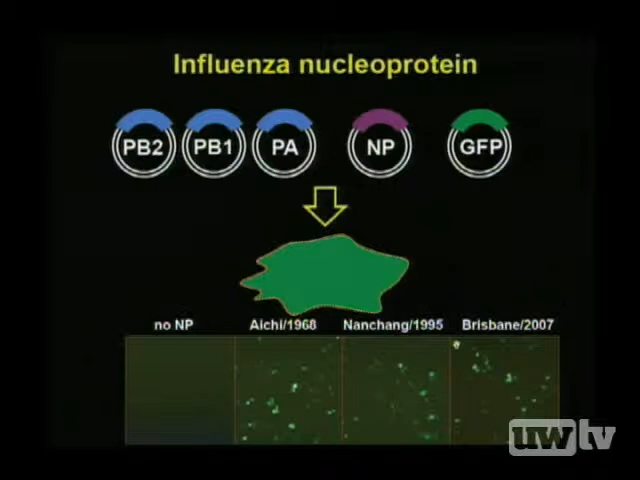 Influenza nucleoprotein
PB2 PB1 PA NP GFP
no NP Aichi/1968 Nanchang/1995 Brisbane/2007
uwtv